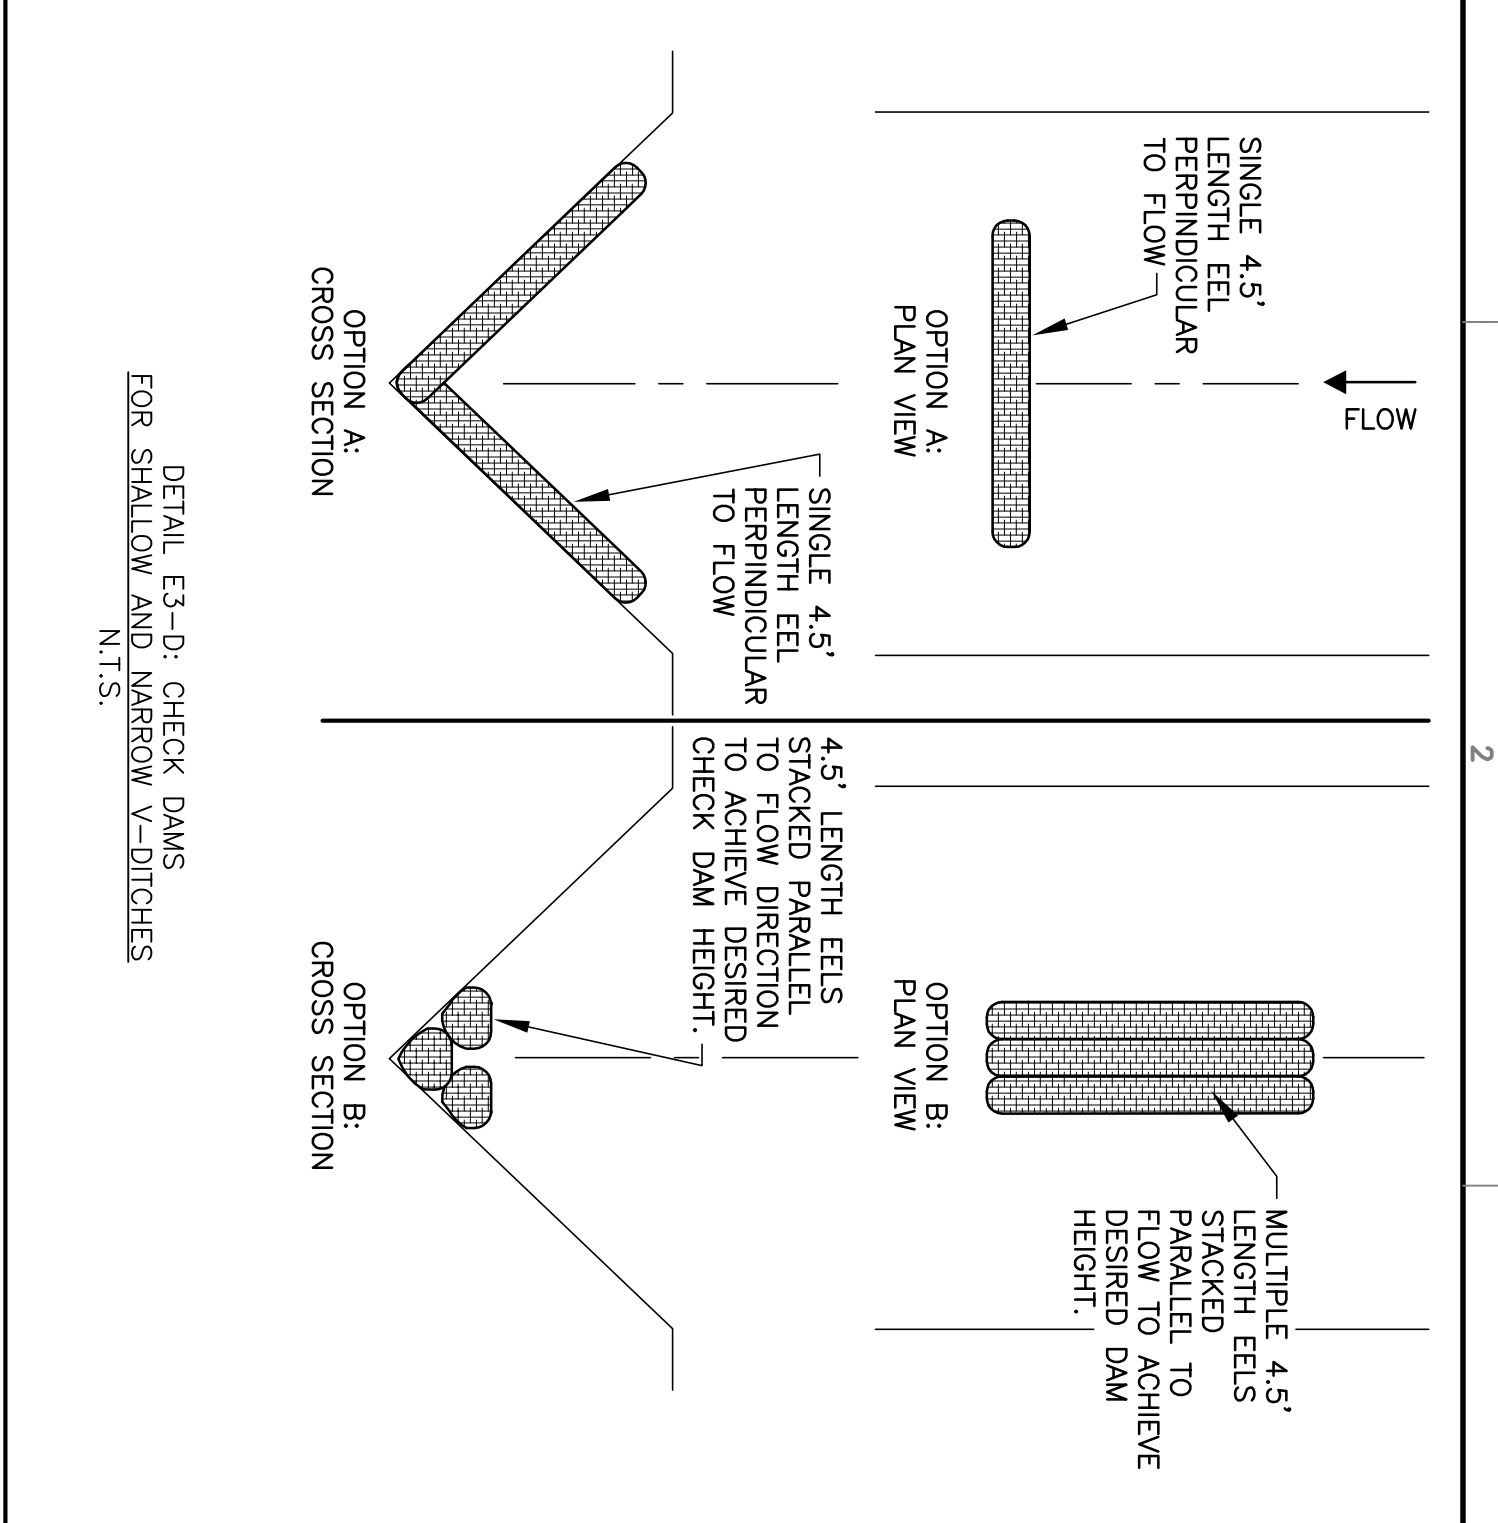 FLOW
SINGLE 4.5'
LENGTH EEL
PERPINDICULAR
TO FLOW
OPTION A:
PLAN VIEW
SINGLE 4.5'
LENGTH EEL
PERPINDICULAR
TO FLOW
OPTION A:
CROSS SECTION
2
MULTIPLE 4.5'
LENGTH EELS
STACKED
PARALLEL TO
FLOW TO ACHIEVE
DESIRED DAM
HEIGHT.
OPTION B:
PLAN VIEW
4.5' LENGTH EELS
STACKED PARALLEL
TO FLOW DIRECTION
TO ACHIEVE DESIRED
CHECK DAM HEIGHT.
OPTION B:
CROSS SECTION
DETAIL E3-D: CHECK DAMS
FOR SHALLOW AND NARROW V-DITCHES
N.T.S.